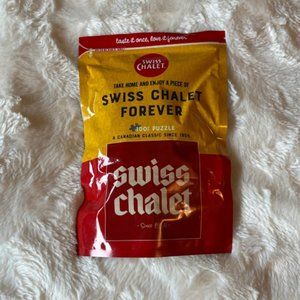 taste it once, love it forever.
SWISS
CHALET
TAKE HOME AND ENJOY A PIECE OF
SWISS CHALET
FOREVER
PUZZLE
A CANADIAN CLASSIC SINCE 1954
swiss
chalet